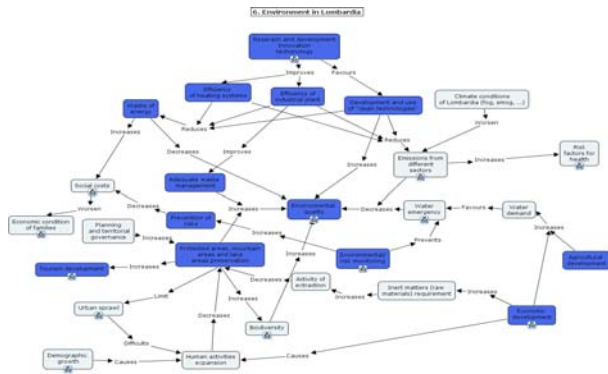 6. Environment in Lombardia
Research and development
Innovation
technology
Improves
Favours
Efficiency
of heating systems
Efficiency of
industrial plant
Development and use
of "clean technologies"
Climate conditions
of Lombardia (fog, smog, ...)
Waste of
energy
Reduces
Reduces
Worsen
Increases
Decreases
Improves
Increases
Emissions from
different
sectors
Increases
Risk
factors for
health
Social costs
Adequate waste
management
Worsen
Decreases
Increases
Decreases
Economic condition
of families
Planning
and territorial
governance
Prevention of
risks
Environmental
quality
Water
emergency
Favours
Water
demand
Increases
Increases
Increases
Prevents
Increases
Tourism development
Increases
Protected areas, mountain
areas and land
areas preservation
Environmental
risk monitoring
Agricultural development
Decreases
Activity of
extraction
Increases
Inert matters (raw
materials) requirement
Increases
Limit
Increases
Urban sprawl
Biodiversity
Economic
development
Decreases
Difficults
Demographic
growth
Causes
Human activities
expansion
Causes